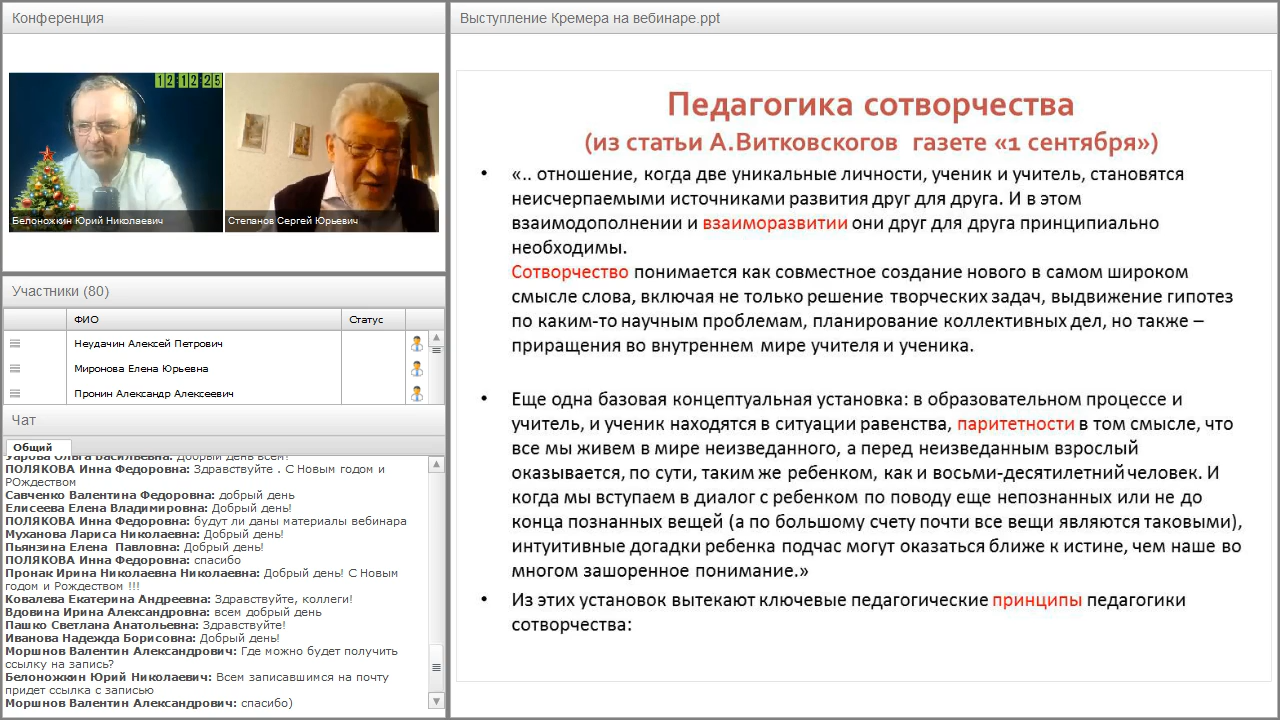 Конференция
12:12:25
Белоножкин Юрий Николаевич
Степанов Сергей Юрьевич
Участники (80)
ФИО
Статус
Неудачин Алексей Петрович
Миронова Елена Юрьевна
Пронин Александр Алексеевич
Чат
Общий
Уарова Ольга Васильевна: Добрый день всем!
ПОЛЯКОВА Инна Федоровна: Здравствуйте . С Новым годом и
РОждеством
Савченко Валентина Федоровна: добрый день
Елисеева Елена Владимировна: Добрый день!
ПОЛЯКОВА Инна Федоровна: будут ли даны материалы вебинара
Муханова Лариса Николаевна: Добрый день!
Пьянзина Елена Павловна: Добрый день!
ПОЛЯКОВА Инна Федоровна: спасибо
Пронак Ирина Николаевна Николаевна: Добрый день! С Новым
годом и Рождеством !!!
Ковалева Екатерина Андреевна: Здравствуйте, коллеги!
Вдовина Ирина Александровна: всем добрый день
Пашко Светлана Анатольевна: Здравствуйте!
Иванова Надежда Борисовна: Добрый день!
Моршнов Валентин Александрович: Где можно будет получить
ссылку на запись?
Белоножкин Юрий Николаевич: Всем записавшимся на почту
придет ссылка с записью
Моршнов Валентин Александрович: спасибо)
Выступление Кремера на вебинаре.ppt
Педагогика сотворчества
(из статьи А.Витковскогов газете «1 сентября»)
• «.. отношение, когда две уникальные личности, ученик и учитель, становятся
неисчерпаемыми источниками развития друг для друга. И в этом
взаимодополнении и взаиморазвитии они друг для друга принципиально
необходимы.
Сотворчество понимается как совместное создание нового в самом широком
смысле слова, включая не только решение творческих задач, выдвижение гипотез
по каким-то научным проблемам, планирование коллективных дел, но также –
приращения во внутреннем мире учителя и ученика.
• Еще одна базовая концептуальная установка: в образовательном процессе и
учитель, и ученик находятся в ситуации равенства, паритетности в том смысле, что
все мы живем в мире неизведанного, а перед неизведанным взрослый
оказывается, по сути, таким же ребенком, как и восьми-десятилетний человек. И
когда мы вступаем в диалог с ребенком по поводу еще непознанных или не до
конца познанных вещей (а по большому счету почти все вещи являются таковыми),
интуитивные догадки ребенка подчас могут оказаться ближе к истине, чем наше во
многом зашоренное понимание.»
• Из этих установок вытекают ключевые педагогические принципы педагогики
сотворчества: